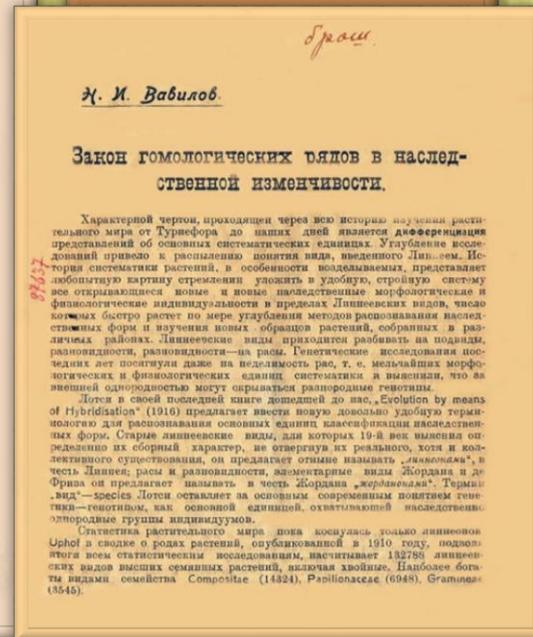 брош.
Н. И. Вавилов.
Закон гомологических рядов в наслед-
ственной изменчивости.
Характерной чертой, проходящей через всю историю изучения расти-
тельного мира от Турнефора до наших дней является дифференциация
представлений об основных систематических единицах. Углубление иссле-
дований привело к распылению понятия вида, введенного Линнеем. Ис-
тория систематики растений, в особенности возделываемых, представляет
любопытную картину стремления уложить в удобную, стройную систему
все открывающиеся новые и новые наследственные морфологические и
физиологические индивидуальности в пределах Линнеевских видов, число
которых быстро растет по мере углубления методов распознавания наслед-
ственных форм и изучения новых образцов растений, собранных в раз-
личных районах. Линнеевские виды приходится разбивать на подвиды,
разновидности, разновидности—на расы. Генетические исследования пос-
ледних лет посягнули даже на неделимость рас, т. е. мельчайших морфо-
логических и физиологических единиц систематики и выяснили, что за
внешней однородностью могут скрываться разнородные генотипы.
Лотси в своей последней книге дошедшей до нас, „Evolution by means
of Hybridisation" (1916) предлагает ввести новую довольно удобную терми-
нологию для распознавания основных единиц классификации наследствен-
ных форм. Старые линнеевские виды, для которых 19-й век выяснил оп-
ределенно их сборный характер, не отвергнув их реального, хотя и кол-
лективного существования, он предлагает отныне называть „линнеонами", в
честь Линнея; расы и разновидности, элементарные виды Жордана и де
Фриза он предлагает называть в честь Жордана „жорданонами". Термин
„вид"—species Лотси оставляет за основным современным понятием гене-
тики—генотипом, как основной единицей, охватывающей наследственно
однородные группы индивидуумов.
Статистика растительного мира пока коснулась только линнеонов
Uphof в сводке о родах растений, опубликованной в 1910 году, подводя
итоги всем статистическим исследованиям, насчитывает 132788 линнеев-
ских видов высших семянных растений, включая хвойные. Наиболее бога-
ты видами семейства Compositae (14324), Papilionaceae (6948), Gramineae
(3545).